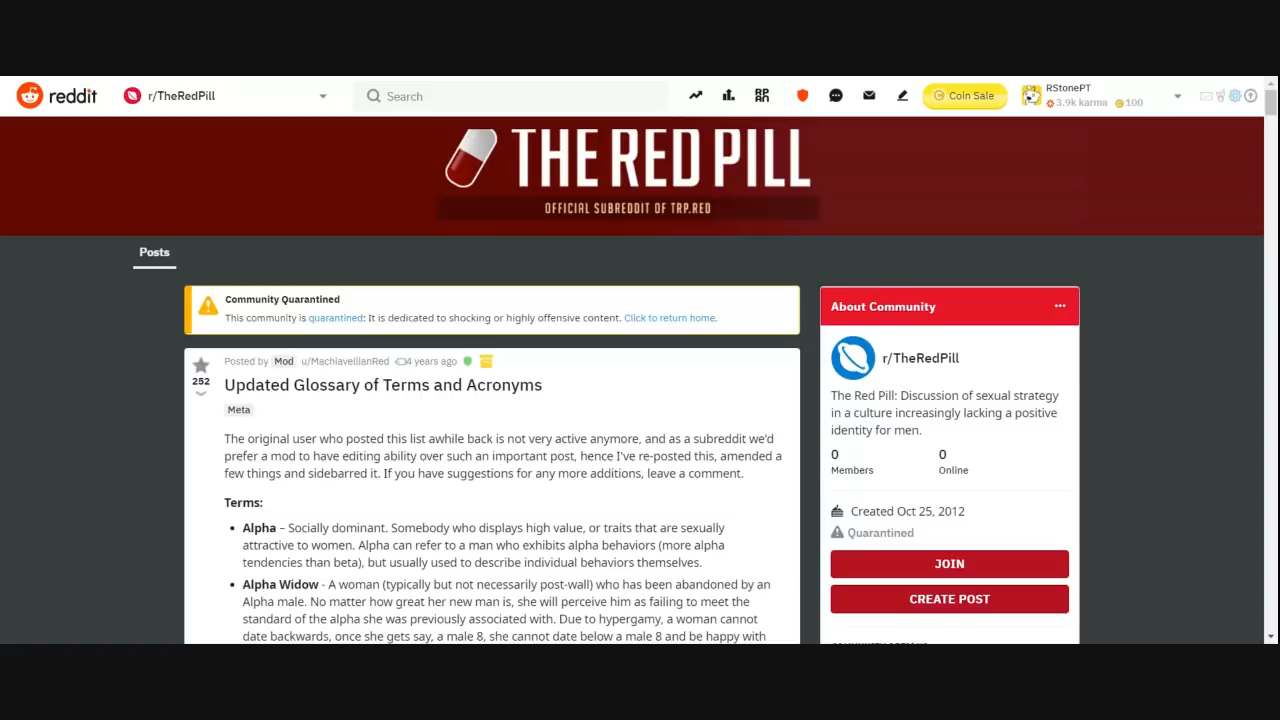 reddit
r/TheRedPill
Search
Coin Sale
RStonePT
3.9k karma 100
THE RED PILL
OFFICIAL SUBREDDIT OF TRP.RED
Posts
Community Quarantined
This community is quarantined: It is dedicated to shocking or highly offensive content. Click to return home.
252
Posted by Mod u/MachiavellianRed 4 years ago
Updated Glossary of Terms and Acronyms
Meta
The original user who posted this list awhile back is not very active anymore, and as a subreddit we'd
prefer a mod to have editing ability over such an important post, hence I've re-posted this, amended a
few things and sidebarred it. If you have suggestions for any more additions, leave a comment.
Terms:
• Alpha – Socially dominant. Somebody who displays high value, or traits that are sexually
attractive to women. Alpha can refer to a man who exhibits alpha behaviors (more alpha
tendencies than beta), but usually used to describe individual behaviors themselves.
• Alpha Widow - A woman (typically but not necessarily post-wall) who has been abandoned by an
Alpha male. No matter how great her new man is, she will perceive him as failing to meet the
standard of the alpha she was previously associated with. Due to hypergamy, a woman cannot
date backwards, once she gets say, a male 8, she cannot date below a male 8 and be happy with
About Community
r/TheRedPill
The Red Pill: Discussion of sexual strategy
in a culture increasingly lacking a positive
identity for men.
0 0
Members Online
Created Oct 25, 2012
Quarantined
JOIN
CREATE POST